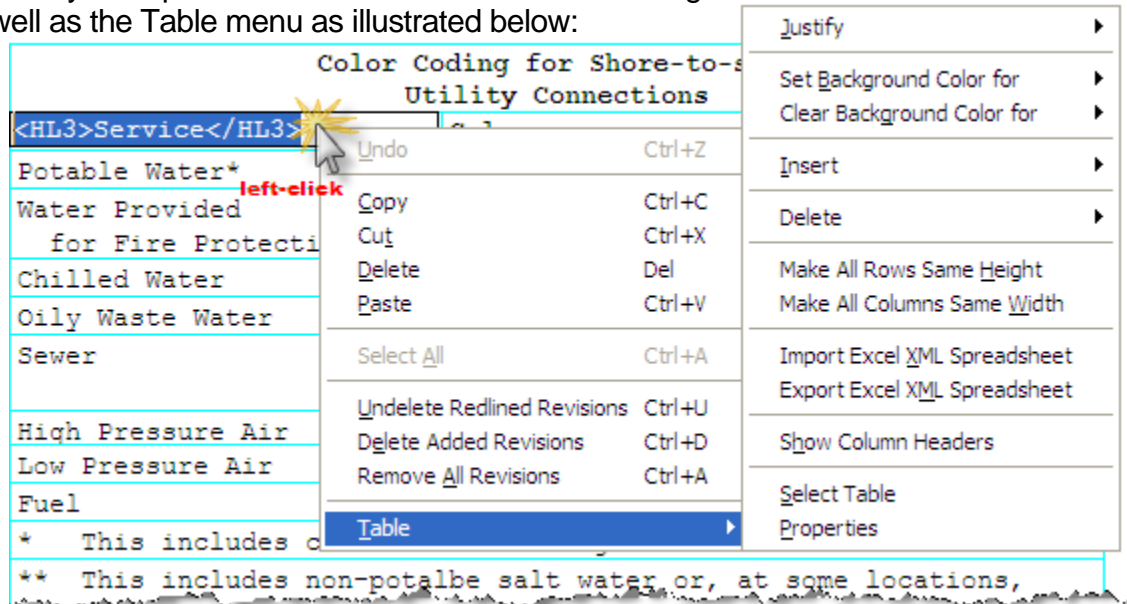 well as the Table menu as illustrated below:
Color Coding for Shore-to-s
Utility Connections
<HL3>Service</HL3>
left-click
Potable Water*
Water Provided
for Fire Protecti
Chilled Water
Oily Waste Water
Sewer
High Pressure Air
Low Pressure Air
Fuel
* This includes c
** This includes non-potalbe salt water or, at some locations,
Undo Ctrl+Z
Copy Ctrl+C
Cut Ctrl+X
Delete Del
Paste Ctrl+V
Select All Ctrl+A
Undelete Redlined Revisions Ctrl+U
Delete Added Revisions Ctrl+D
Remove All Revisions Ctrl+A
Table
Justify
Set Background Color for
Clear Background Color for
Insert
Delete
Make All Rows Same Height
Make All Columns Same Width
Import Excel XML Spreadsheet
Export Excel XML Spreadsheet
Show Column Headers
Select Table
Properties